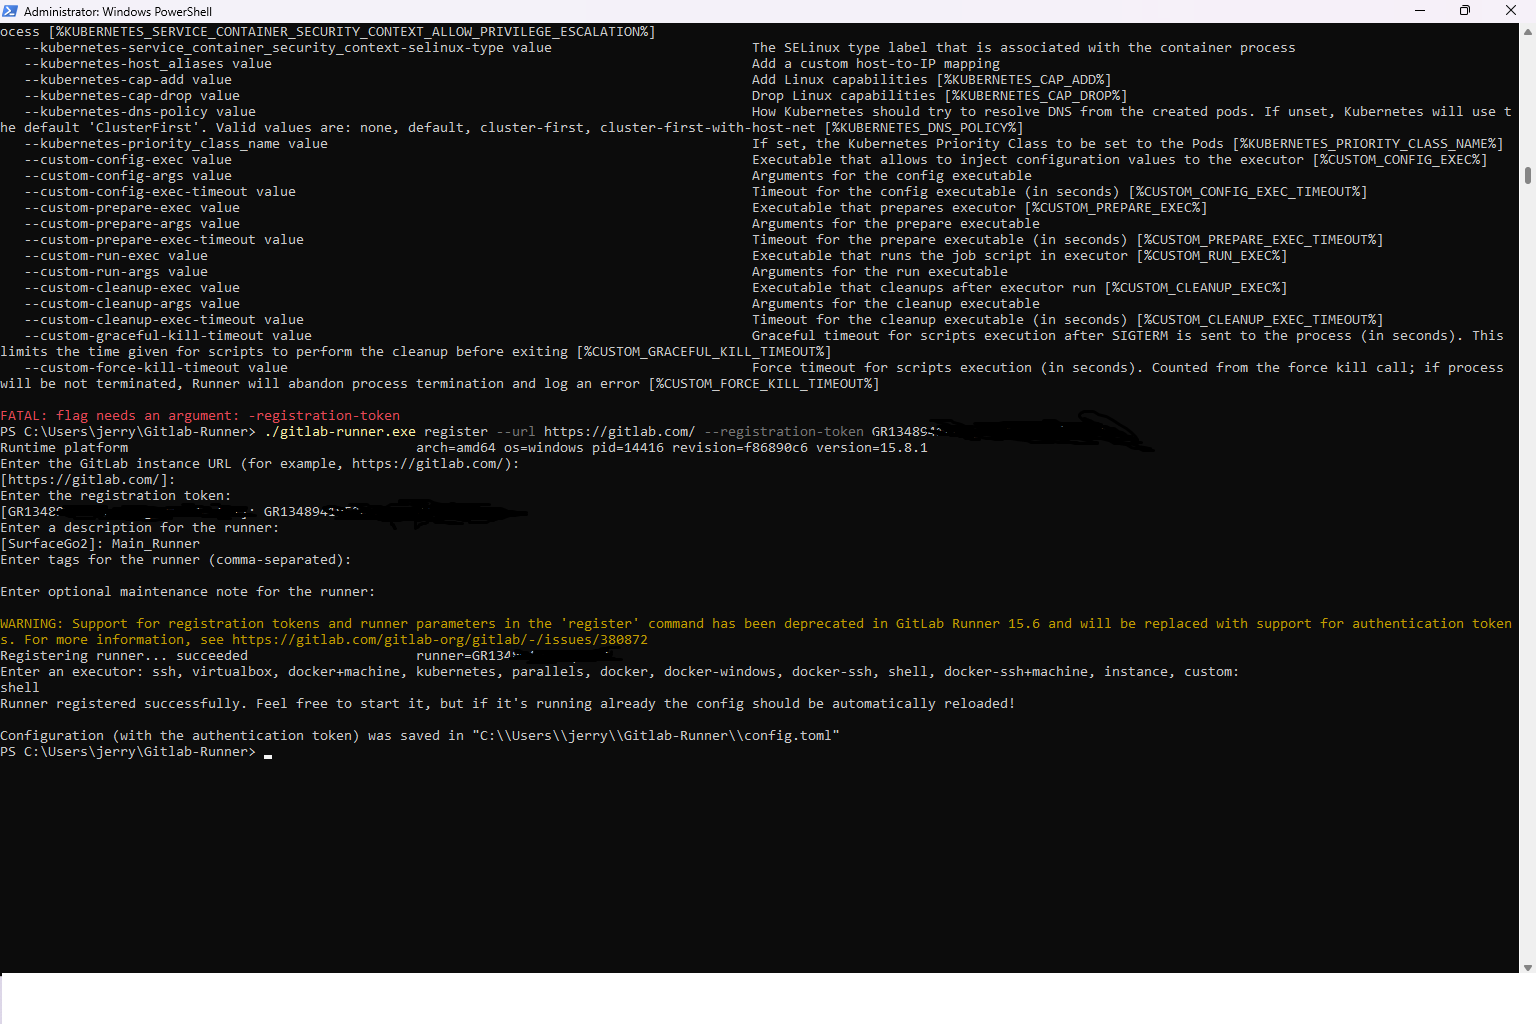 Administrator: Windows PowerShell
ocess [%KUBERNETES_SERVICE_CONTAINER_SECURITY_CONTEXT_ALLOW_PRIVILEGE_ESCALATION%]
--kubernetes-service_container_security_context-selinux-type value The SELinux type label that is associated with the container process
--kubernetes-host_aliases value Add a custom host-to-IP mapping
--kubernetes-cap-add value Add Linux capabilities [%KUBERNETES_CAP_ADD%]
--kubernetes-cap-drop value Drop Linux capabilities [%KUBERNETES_CAP_DROP%]
--kubernetes-dns-policy value How Kubernetes should try to resolve DNS from the created pods. If unset, Kubernetes will use t
he default 'ClusterFirst'. Valid values are: none, default, cluster-first, cluster-first-with-host-net [%KUBERNETES_DNS_POLICY%]
--kubernetes-priority_class_name value If set, the Kubernetes Priority Class to be set to the Pods [%KUBERNETES_PRIORITY_CLASS_NAME%]
--custom-config-exec value Executable that allows to inject configuration values to the executor [%CUSTOM_CONFIG_EXEC%]
--custom-config-args value Arguments for the config executable
--custom-config-exec-timeout value Timeout for the config executable (in seconds) [%CUSTOM_CONFIG_EXEC_TIMEOUT%]
--custom-prepare-exec value Executable that prepares executor [%CUSTOM_PREPARE_EXEC%]
--custom-prepare-args value Arguments for the prepare executable
--custom-prepare-exec-timeout value Timeout for the prepare executable (in seconds) [%CUSTOM_PREPARE_EXEC_TIMEOUT%]
--custom-run-exec value Executable that runs the job script in executor [%CUSTOM_RUN_EXEC%]
--custom-run-args value Arguments for the run executable
--custom-cleanup-exec value Executable that cleanups after executor run [%CUSTOM_CLEANUP_EXEC%]
--custom-cleanup-args value Arguments for the cleanup executable
--custom-cleanup-exec-timeout value Timeout for the cleanup executable (in seconds) [%CUSTOM_CLEANUP_EXEC_TIMEOUT%]
--custom-graceful-kill-timeout value Graceful timeout for scripts execution after SIGTERM is sent to the process (in seconds). This
limits the time given for scripts to perform the cleanup before exiting [%CUSTOM_GRACEFUL_KILL_TIMEOUT%]
--custom-force-kill-timeout value Force timeout for scripts execution (in seconds). Counted from the force kill call; if process
will be not terminated, Runner will abandon process termination and log an error [%CUSTOM_FORCE_KILL_TIMEOUT%]
FATAL: flag needs an argument: -registration-token
PS C:\Users\jerry\Gitlab-Runner> ./gitlab-runner.exe register --url https://gitlab.com/ --registration-token GR134894
Runtime platform arch=amd64 os=windows pid=14416 revision=f86890c6 version=15.8.1
Enter the GitLab instance URL (for example, https://gitlab.com/):
[https://gitlab.com/]:
Enter the registration token:
[GR1348 GR1348941
Enter a description for the runner:
[SurfaceGo2]: Main_Runner
Enter tags for the runner (comma-separated):
Enter optional maintenance note for the runner:
WARNING: Support for registration tokens and runner parameters in the 'register' command has been deprecated in GitLab Runner 15.6 and will be replaced with support for authentication token
s. For more information, see https://gitlab.com/gitlab-org/gitlab/-/issues/380872
Registering runner... succeeded runner=GR134
Enter an executor: ssh, virtualbox, docker+machine, kubernetes, parallels, docker, docker-windows, docker-ssh, shell, docker-ssh+machine, instance, custom:
shell
Runner registered successfully. Feel free to start it, but if it's running already the config should be automatically reloaded!
Configuration (with the authentication token) was saved in "C:\\Users\\jerry\\Gitlab-Runner\\config.toml"
PS C:\Users\jerry\Gitlab-Runner>